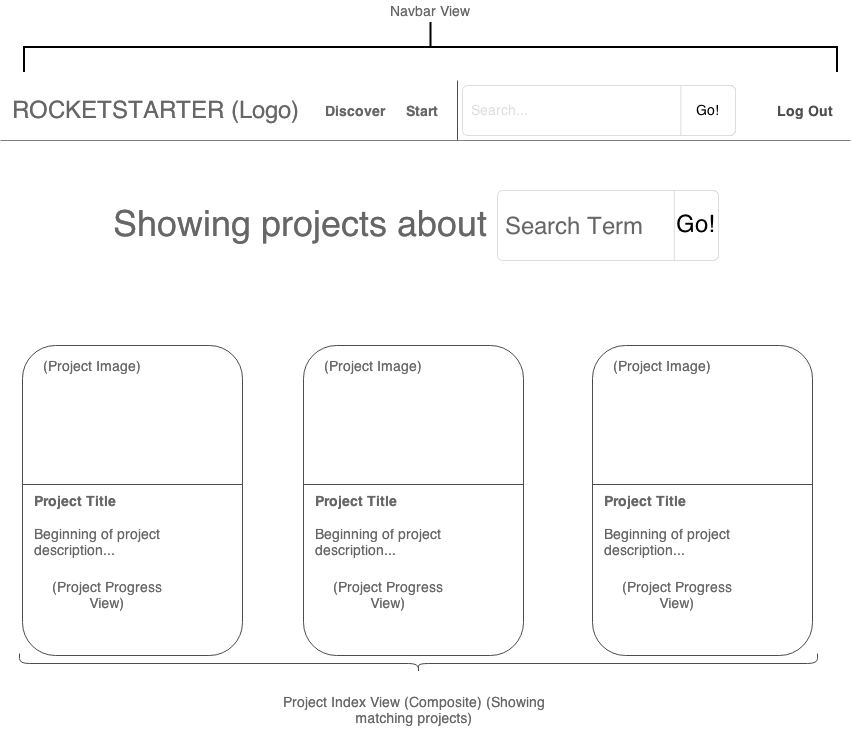 Navbar View
ROCKETSTARTER (Logo) Discover Start Search... Go! Log Out
Showing projects about Search Term Go!
(Project Image) (Project Image) (Project Image)
Project Title Project Title Project Title
Beginning of project Beginning of project Beginning of project
description... description... description...
(Project Progress (Project Progress (Project Progress
View) View) View)
Project Index View (Composite) (Showing
matching projects)